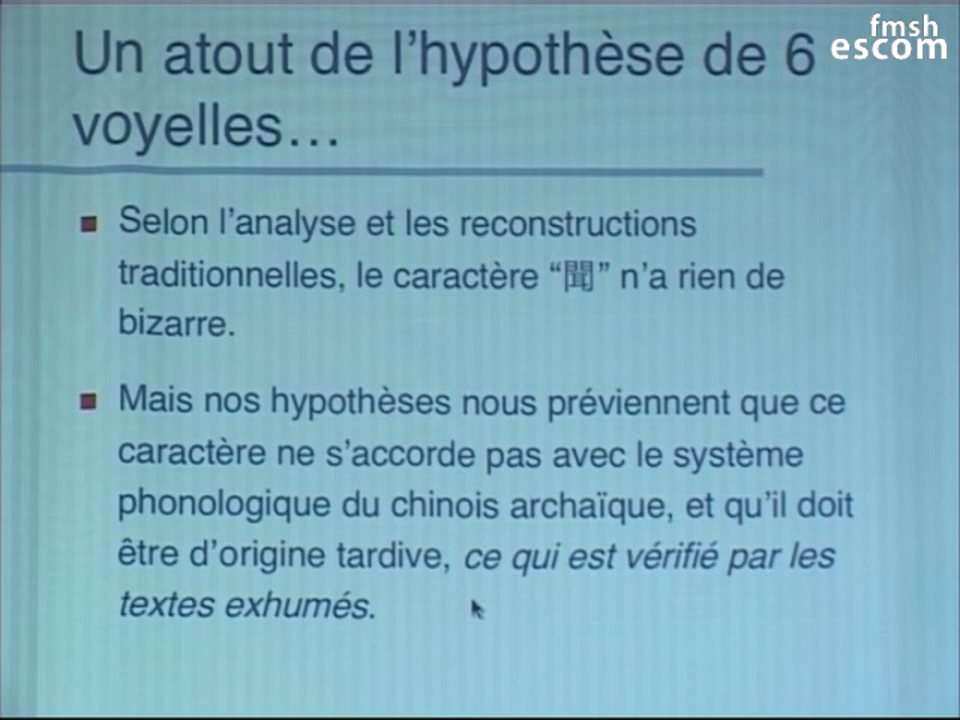 fmsh
escom
Un atout de l’hypothèse de 6
voyelles…
Selon l’analyse et les reconstructions
traditionnelles, le caractère “聞” n’a rien de
bizarre.
Mais nos hypothèses nous préviennent que ce
caractère ne s’accorde pas avec le système
phonologique du chinois archaïque, et qu’il doit
être d’origine tardive, ce qui est vérifié par les
textes exhumés.